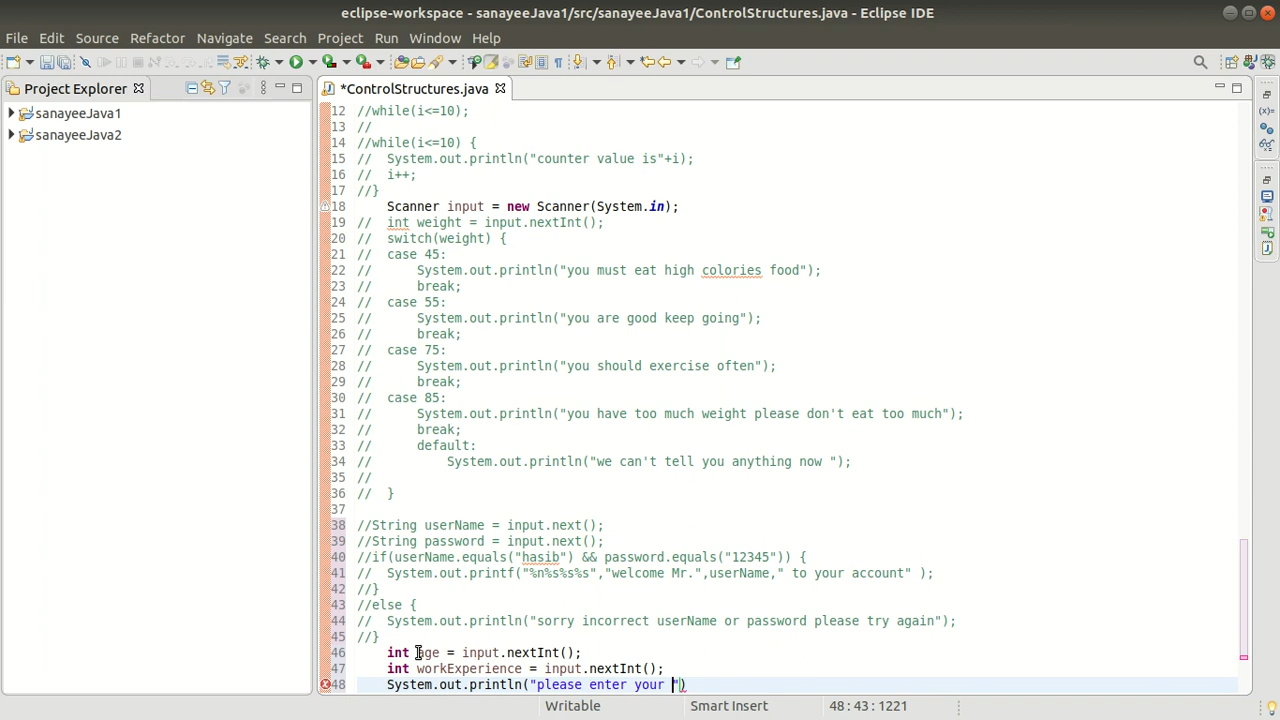 eclipse-workspace - sanayeeJava1/src/sanayeeJava1/ControlStructures.java - Eclipse IDE
File Edit Source Refactor Navigate Search Project Run Window Help
Project Explorer
*ControlStructures.java
sanayeeJava1
sanayeeJava2
12 //while(i<=10);
13 //
14 //while(i<=10) {
15 // System.out.println("counter value is"+i);
16 // i++;
17 //}
18 Scanner input = new Scanner(System.in);
19 // int weight = input.nextInt();
20 // switch(weight) {
21 // case 45:
22 // System.out.println("you must eat high colories food");
23 // break;
24 // case 55:
25 // System.out.println("you are good keep going");
26 // break;
27 // case 75:
28 // System.out.println("you should exercise often");
29 // break;
30 // case 85:
31 // System.out.println("you have too much weight please don't eat too much");
32 // break;
33 // default:
34 // System.out.println("we can't tell you anything now ");
35 //
36 // }
37
38 //String userName = input.next();
39 //String password = input.next();
40 //if(userName.equals("hasib") && password.equals("12345")) {
41 // System.out.printf("%n%s%s%s","welcome Mr.",userName," to your account" );
42 //}
43 //else {
44 // System.out.println("sorry incorrect userName or password please try again");
45 //}
46 int age = input.nextInt();
47 int workExperience = input.nextInt();
48 System.out.println("please enter your ")
Writable Smart Insert 48 : 43 : 1221